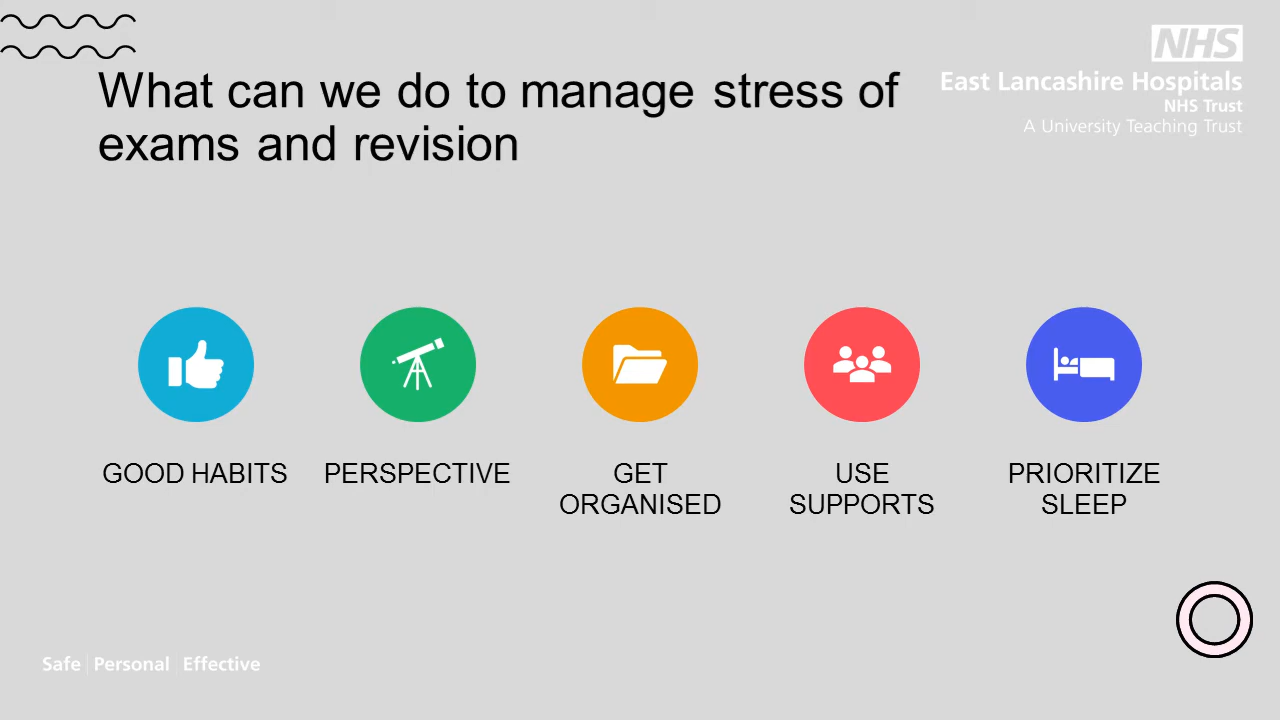 What can we do to manage stress of
exams and revision
NHS
East Lancashire Hospitals
NHS Trust
A University Teaching Trust
GOOD HABITS
PERSPECTIVE
GET
ORGANISED
USE
SUPPORTS
PRIORITIZE
SLEEP
Safe | Personal | Effective